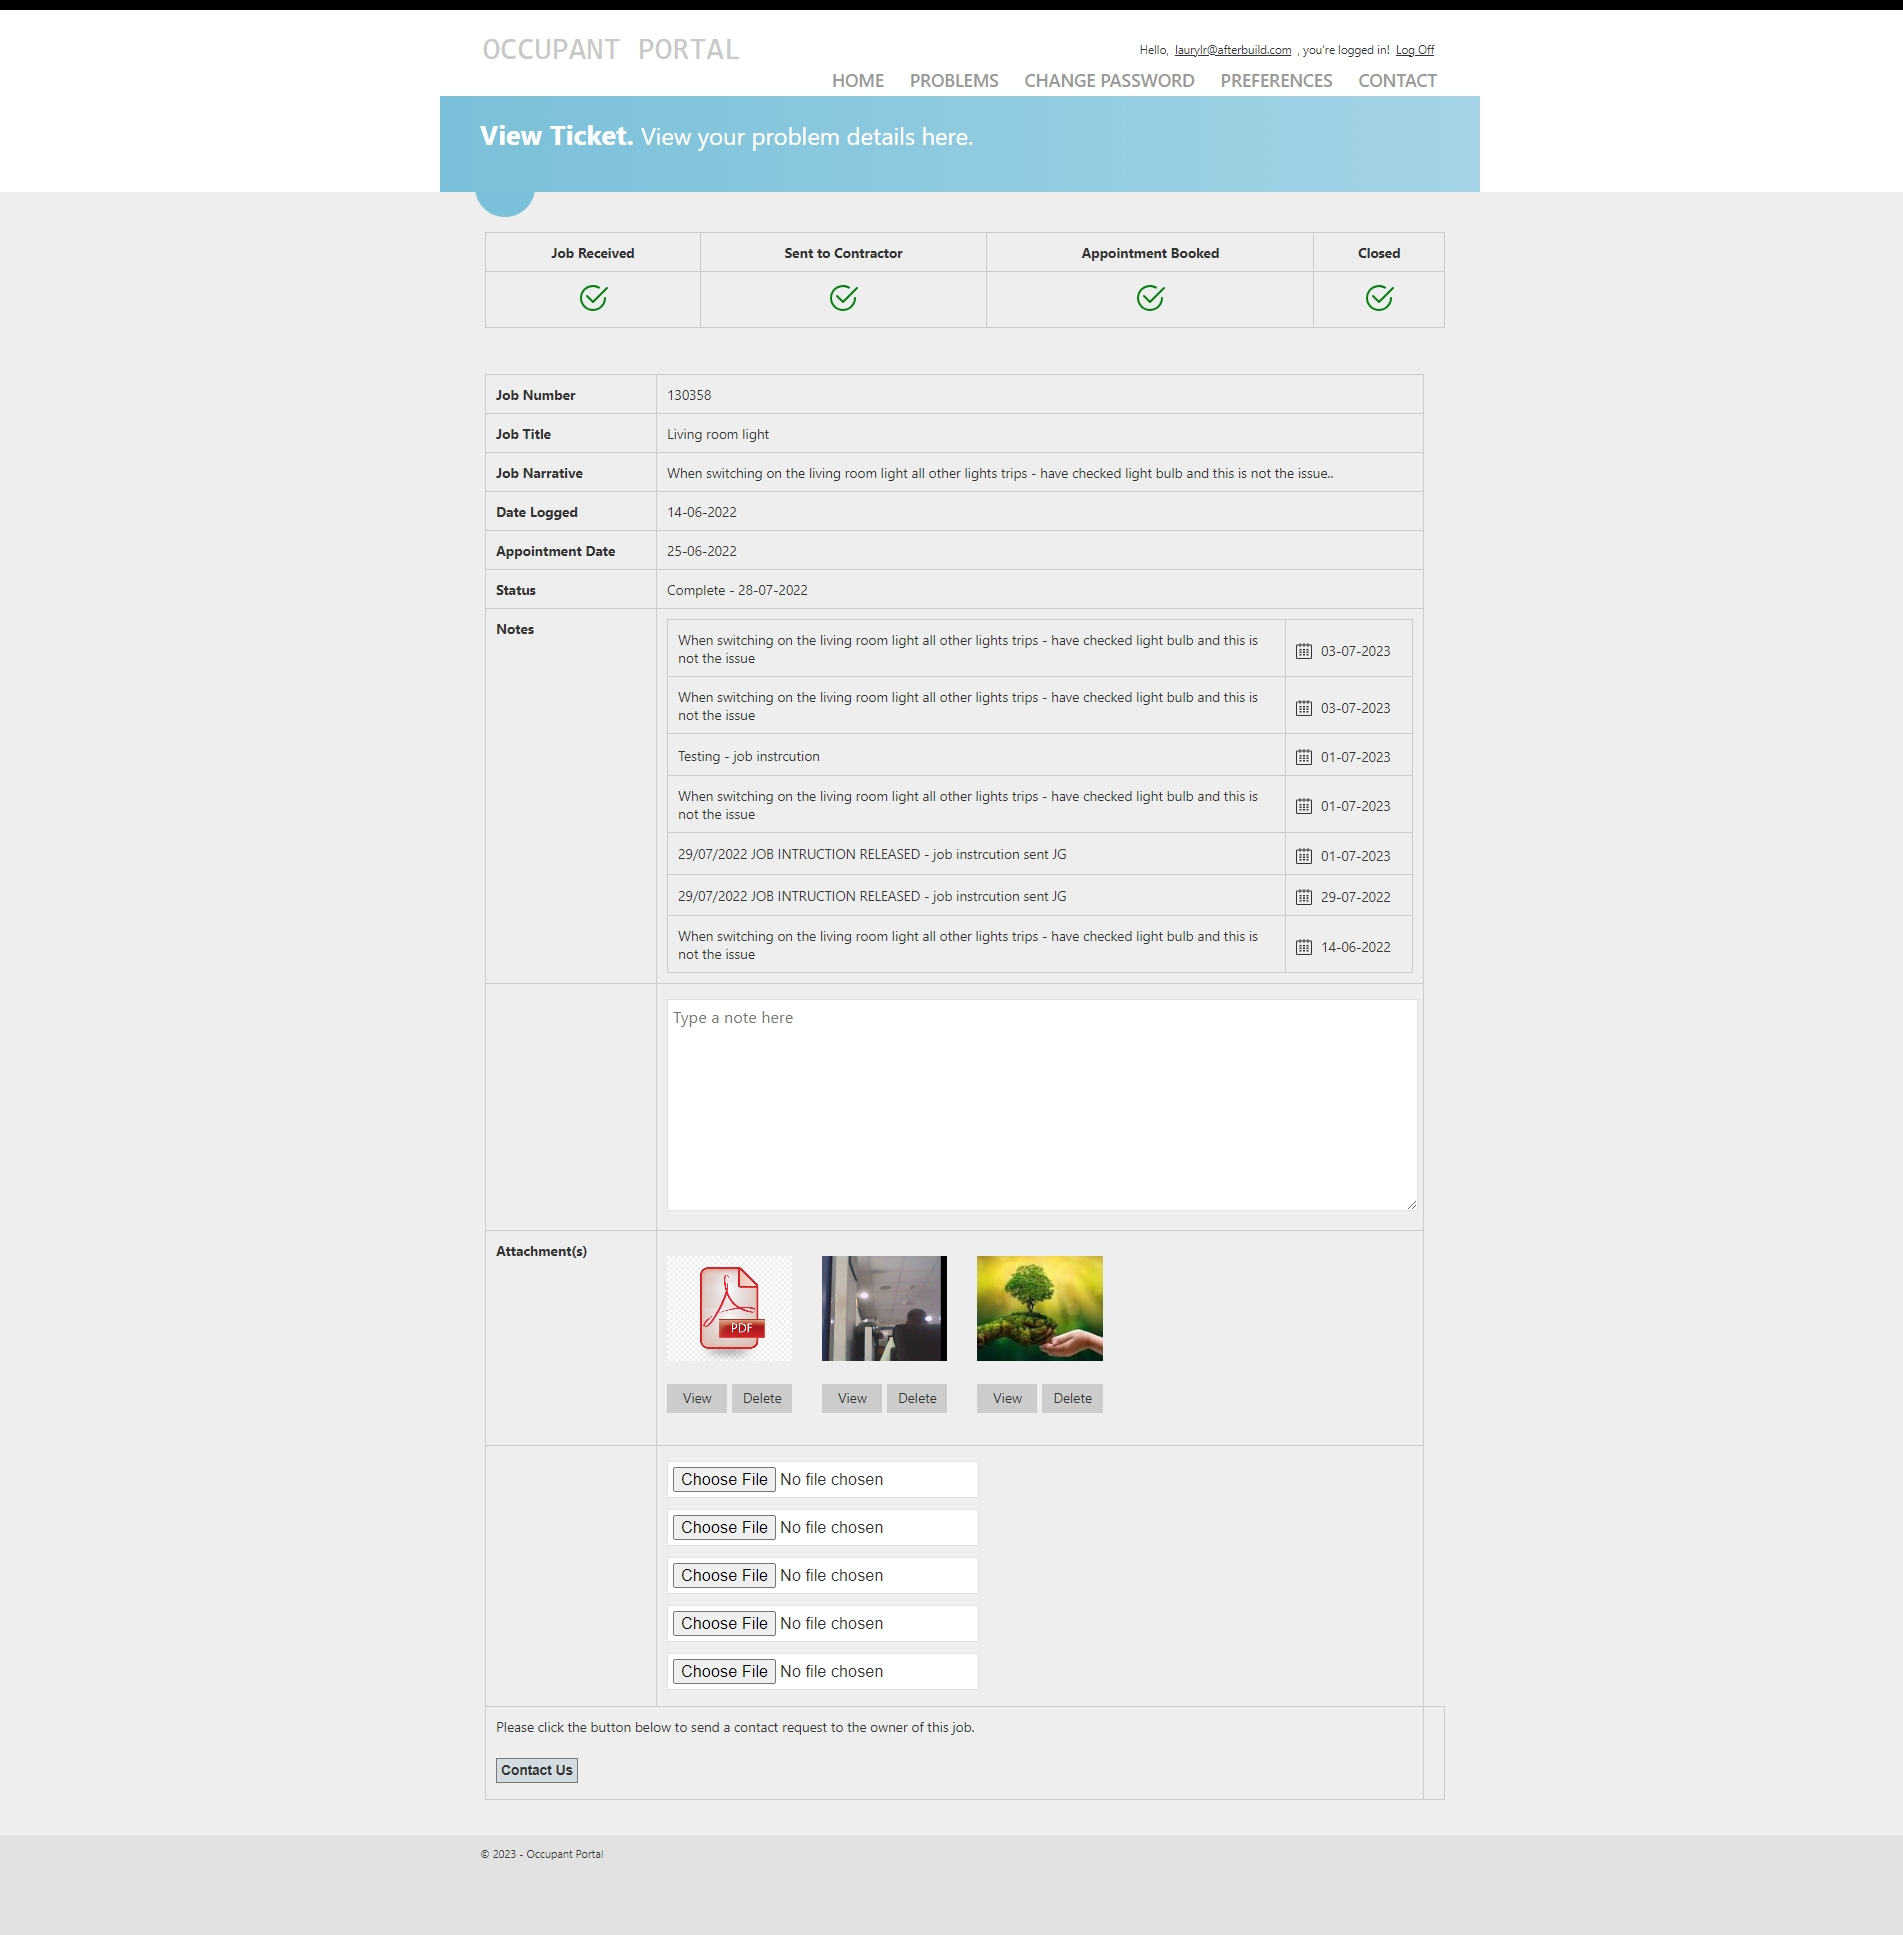 OCCUPANT PORTAL
Hello, laurylr@afterbuild.com , you're logged in! Log Off
HOME PROBLEMS CHANGE PASSWORD PREFERENCES CONTACT
View Ticket. View your problem details here.
Job Received Sent to Contractor Appointment Booked Closed
Job Number 130358
Job Title Living room light
Job Narrative When switching on the living room light all other lights trips - have checked light bulb and this is not the issue..
Date Logged 14-06-2022
Appointment Date 25-06-2022
Status Complete - 28-07-2022
Notes
When switching on the living room light all other lights trips - have checked light bulb and this is
not the issue
03-07-2023
When switching on the living room light all other lights trips - have checked light bulb and this is
not the issue
03-07-2023
Testing - job instrcution 01-07-2023
When switching on the living room light all other lights trips - have checked light bulb and this is
not the issue
01-07-2023
29/07/2022 JOB INTRUCTION RELEASED - job instrcution sent JG 01-07-2023
29/07/2022 JOB INTRUCTION RELEASED - job instrcution sent JG 29-07-2022
When switching on the living room light all other lights trips - have checked light bulb and this is
not the issue
14-06-2022
Type a note here
Attachment(s)
PDF
View Delete View Delete View Delete
Choose File No file chosen
Choose File No file chosen
Choose File No file chosen
Choose File No file chosen
Choose File No file chosen
Please click the button below to send a contact request to the owner of this job.
Contact Us
© 2023 - Occupant Portal